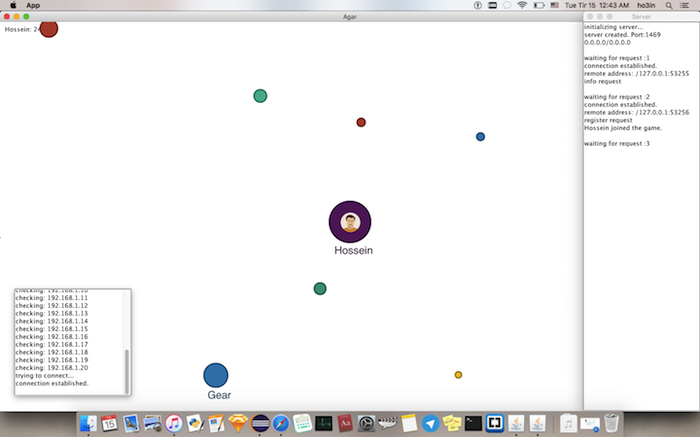 App
Tue Tir 15 12:43 AM ho3in
Agar
Server
Hossein: 24
initializing server...
server created. Port:1469
0.0.0.0/0.0.0.0
waiting for request :1
connection established.
remote address: /127.0.0.1:53255
info request
waiting for request :2
connection established.
remote address: /127.0.0.1:53256
register request
Hossein joined the game.
waiting for request :3
Hossein
checking: 192.168.1.10
checking: 192.168.1.11
checking: 192.168.1.12
checking: 192.168.1.13
checking: 192.168.1.14
checking: 192.168.1.15
checking: 192.168.1.16
checking: 192.168.1.17
checking: 192.168.1.18
checking: 192.168.1.19
checking: 192.168.1.20
trying to connect...
connection established.
Gear
15